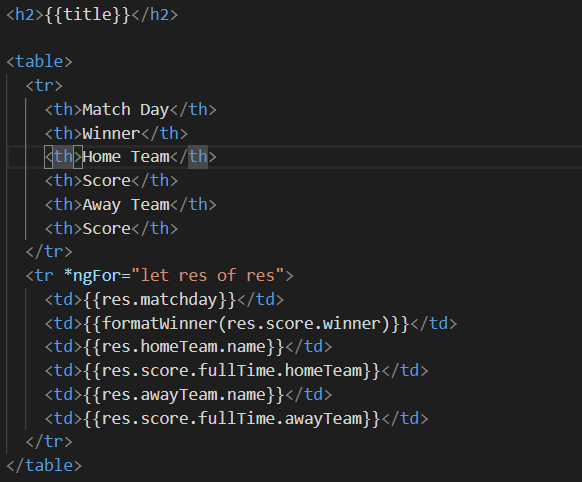 <h2>{{title}}</h2>
<table>
<tr>
<th>Match Day</th>
<th>Winner</th>
<th>Home Team</th>
<th>Score</th>
<th>Away Team</th>
<th>Score</th>
</tr>
<tr *ngFor="let res of res">
<td>{{res.matchday}}</td>
<td>{{formatWinner(res.score.winner)}}</td>
<td>{{res.homeTeam.name}}</td>
<td>{{res.score.fullTime.homeTeam}}</td>
<td>{{res.awayTeam.name}}</td>
<td>{{res.score.fullTime.awayTeam}}</td>
</tr>
</table>